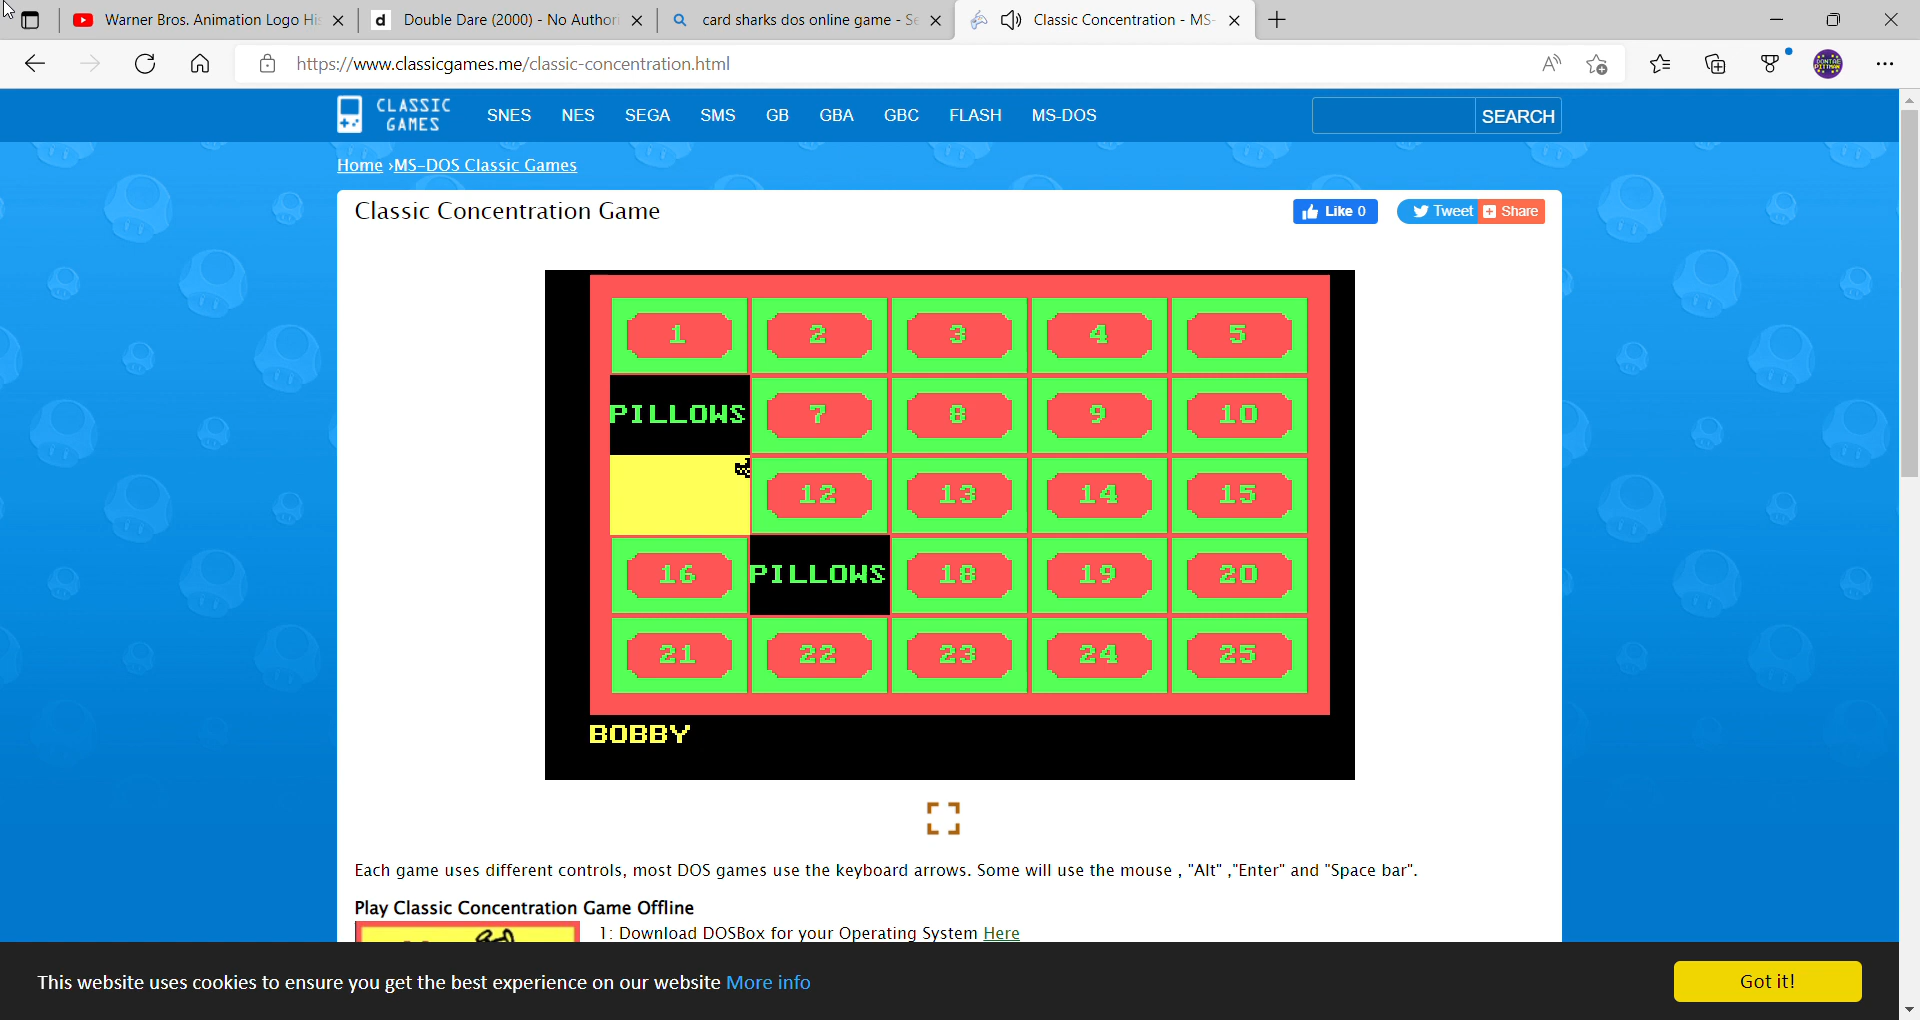 Warner Bros. Animation Logo Hi
Double Dare (2000) - No Author
card sharks dos online game - Se
Classic Concentration - MS-
https://www.classicgames.me/classic-concentration.html
DONTAE
PITTMAN
CLASSIC
GAMES
SNES NES SEGA SMS GB GBA GBC FLASH MS-DOS
SEARCH
Home ›MS-DOS Classic Games
Classic Concentration Game
Like 0
Tweet
Share
1 2 3 4 5
PILLOWS 7 8 9 10
12 13 14 15
16 PILLOWS 18 19 20
21 22 23 24 25
BOBBY
Each game uses different controls, most DOS games use the keyboard arrows. Some will use the mouse , "Alt" ,"Enter" and "Space bar".
Play Classic Concentration Game Offline
1: Download DOSBox for your Operating System Here
This website uses cookies to ensure you get the best experience on our website More info
Got it!